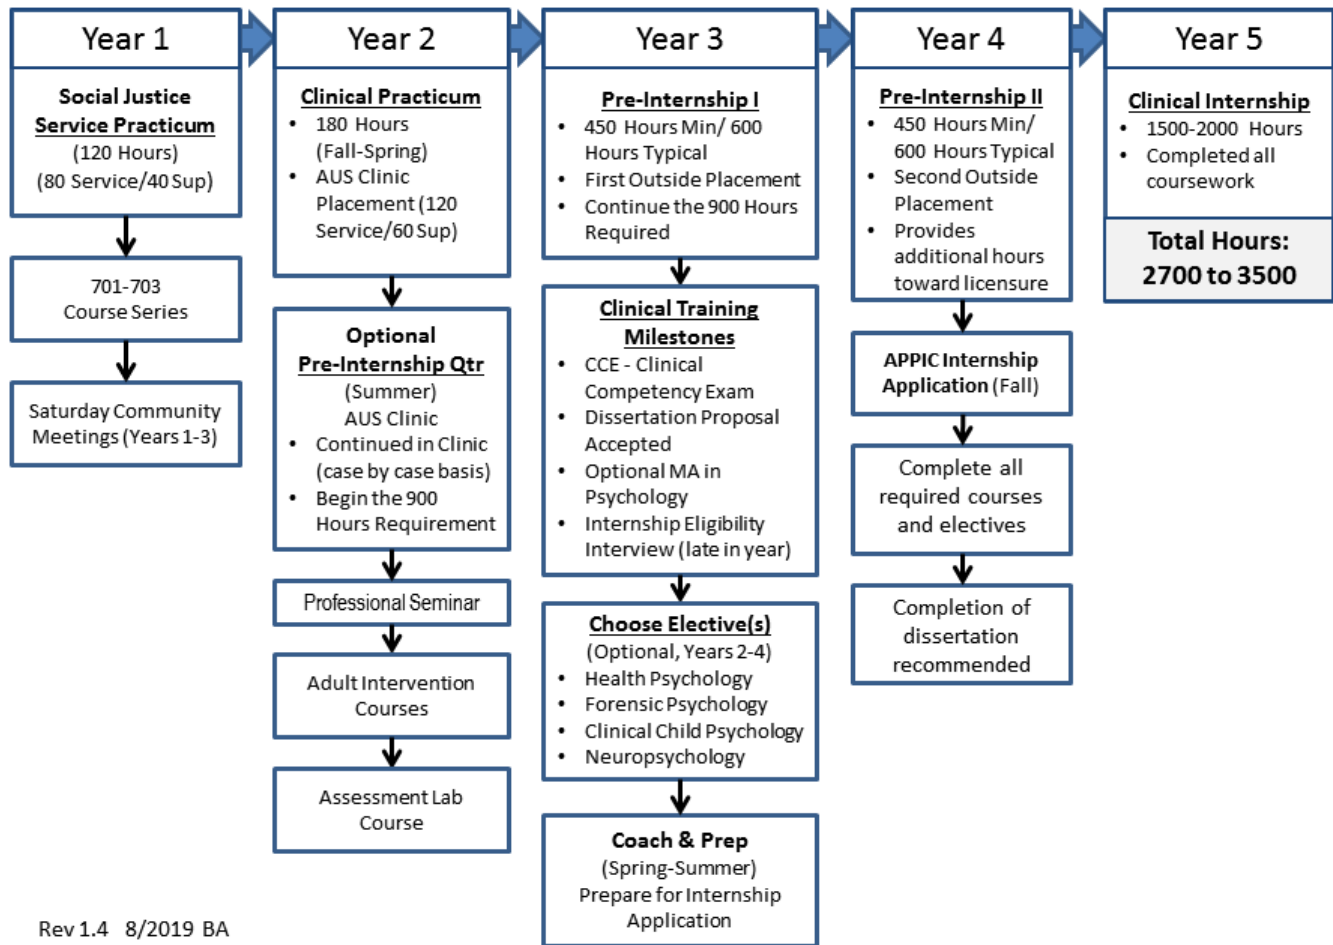 Year 1
Social Justice
Service Practicum
(120 Hours)
(80 Service/40 Sup)
701-703
Course Series
Saturday Community
Meetings (Years 1-3)
Year 2
Clinical Practicum
• 180 Hours
(Fall-Spring)
• AUS Clinic
Placement (120
Service/60 Sup)
Optional
Pre-Internship Qtr
(Summer)
AUS Clinic
• Continued in Clinic
(case by case basis)
• Begin the 900
Hours Requirement
Professional Seminar
Adult Intervention
Courses
Assessment Lab
Course
Year 3
Pre-Internship I
• 450 Hours Min/ 600
Hours Typical
• First Outside Placement
• Continue the 900 Hours
Required
Clinical Training
Milestones
• CCE - Clinical
Competency Exam
• Dissertation Proposal
Accepted
• Optional MA in
Psychology
• Internship Eligibility
Interview (late in year)
Choose Elective(s)
(Optional, Years 2-4)
• Health Psychology
• Forensic Psychology
• Clinical Child Psychology
• Neuropsychology
Coach & Prep
(Spring-Summer)
Prepare for Internship
Application
Year 4
Pre-Internship II
• 450 Hours Min/
600 Hours Typical
• Second Outside
Placement
• Provides
additional hours
toward licensure
APPIC Internship
Application (Fall)
Complete all
required courses
and electives
Completion of
dissertation
recommended
Year 5
Clinical Internship
• 1500-2000 Hours
• Completed all
coursework
Total Hours:
2700 to 3500
Rev 1.4 8/2019 BA